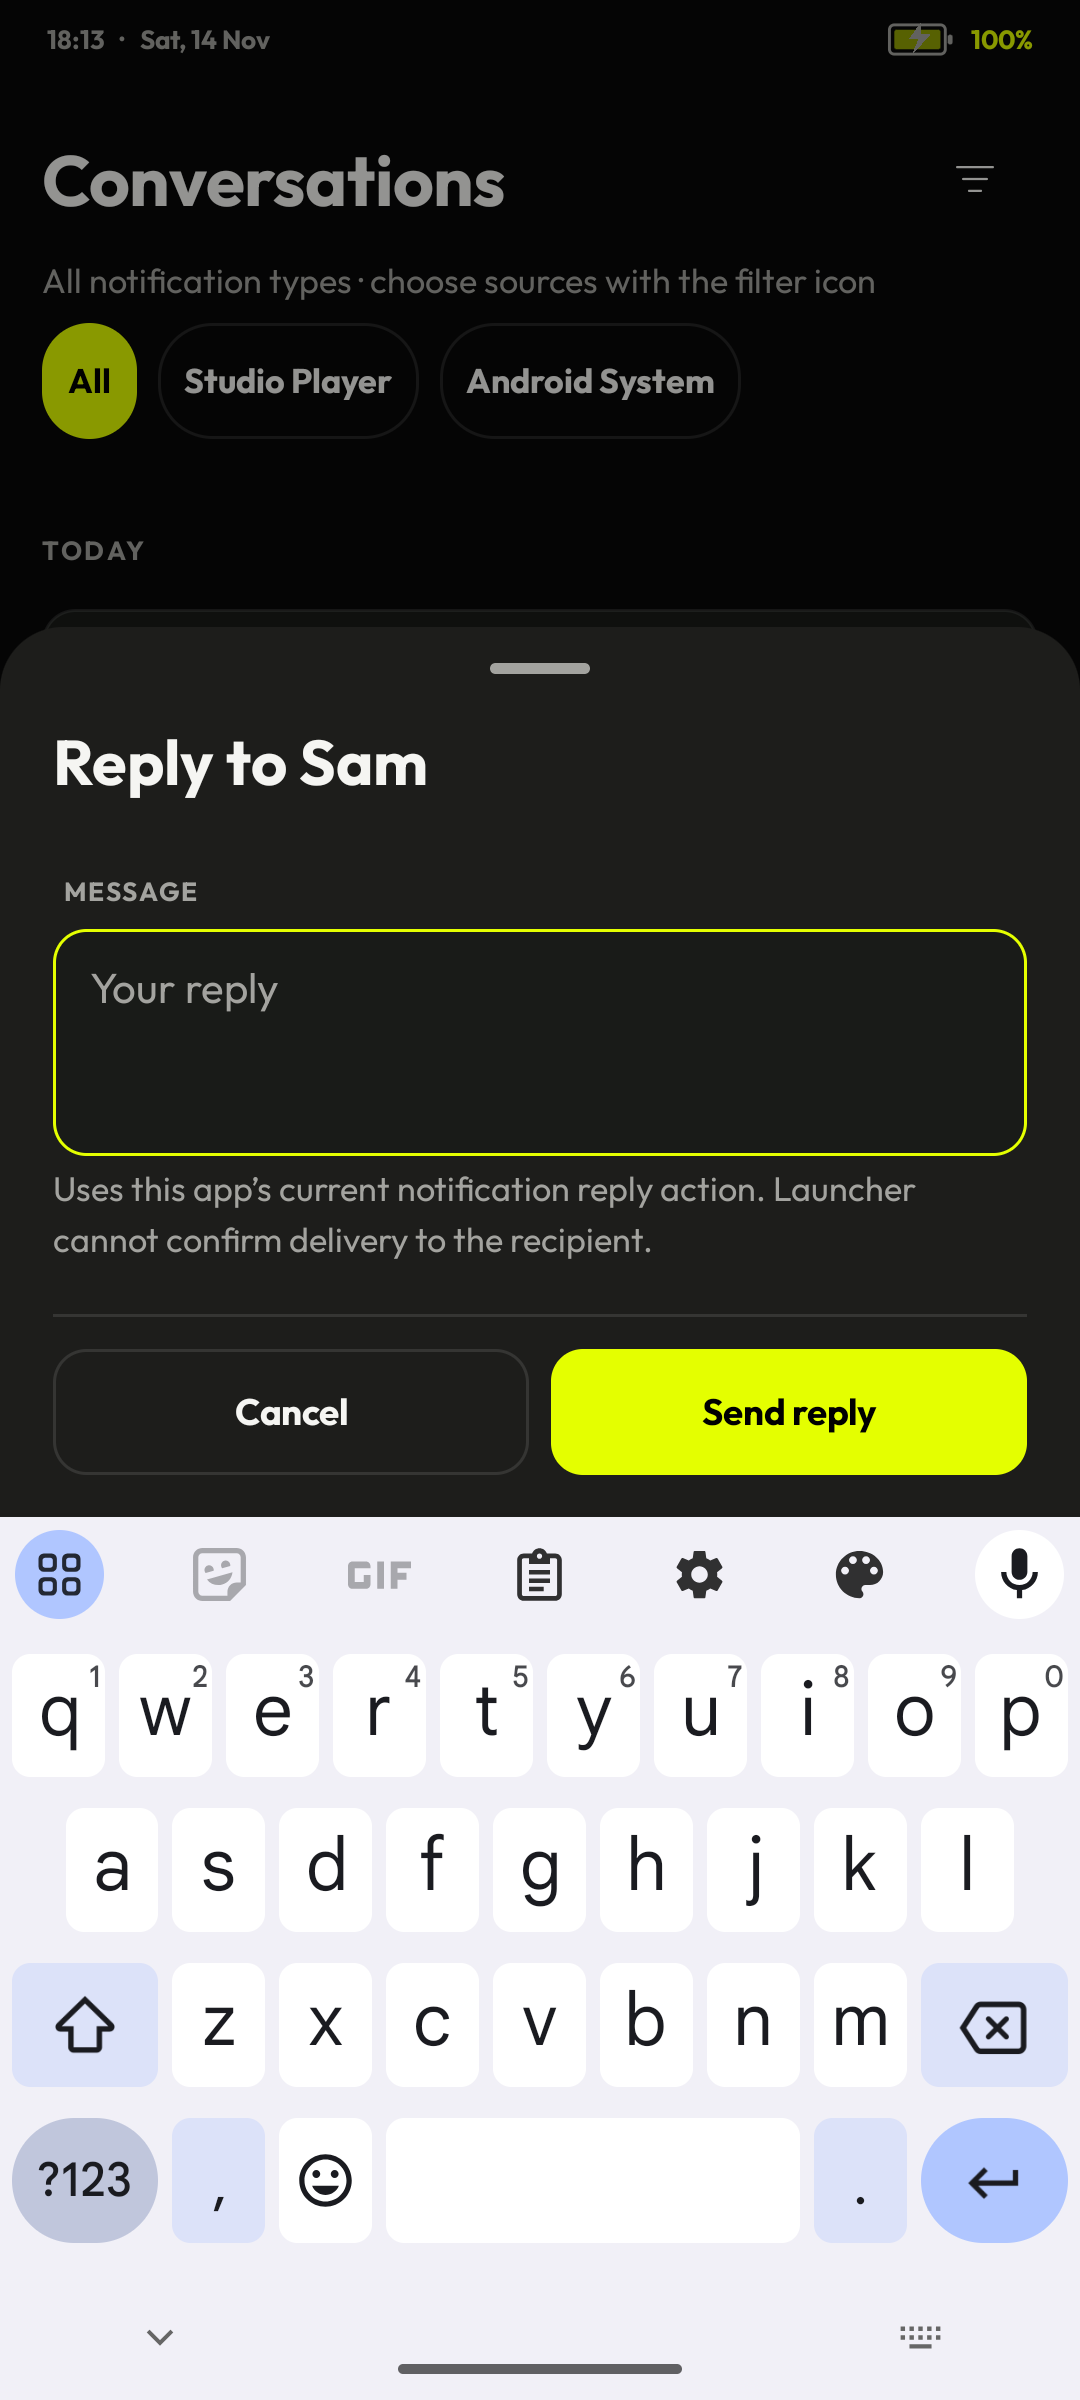 18:13 · Sat, 14 Nov
100%
Conversations
All notification types · choose sources with the filter icon
All
Studio Player
Android System
TODAY
Reply to Sam
MESSAGE
Your reply
Uses this app’s current notification reply action. Launcher
cannot confirm delivery to the recipient.
Cancel
Send reply
GIF
q1 w2 e3 r4 t5 y6 u7 i8 o9 p0
a s d f g h j k l
z x c v b n m
?123 , .